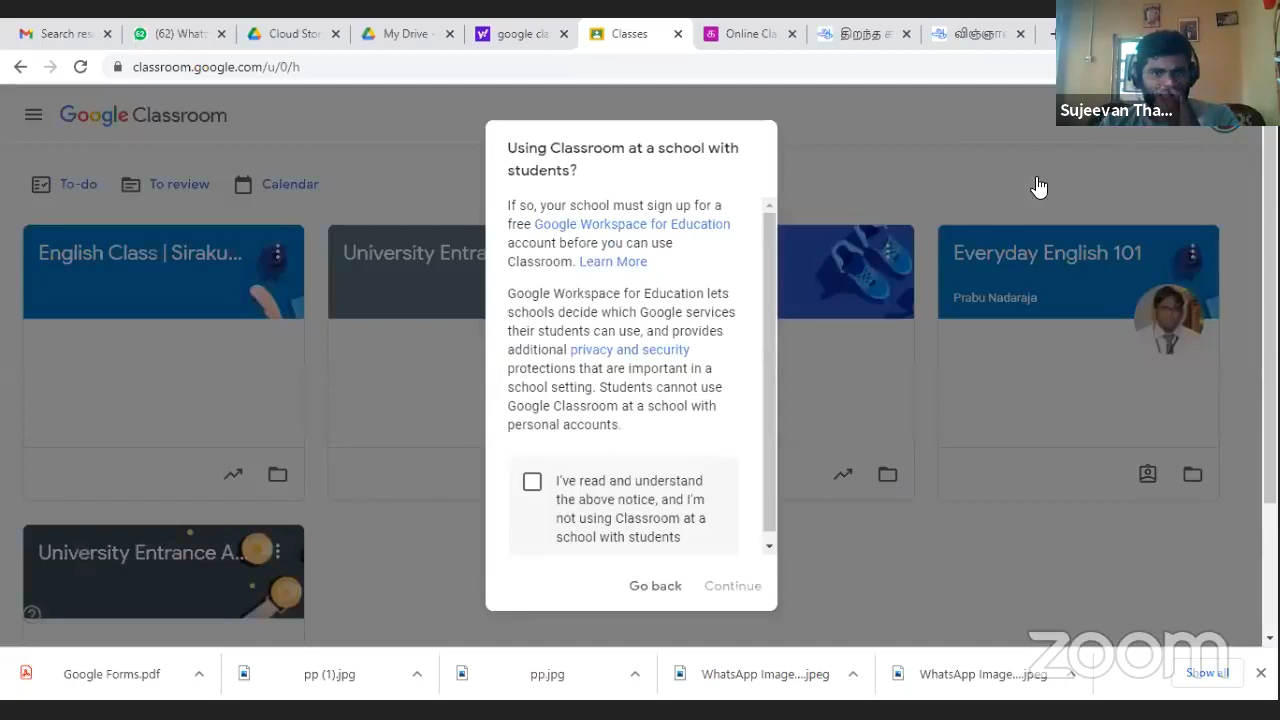 Search res
(62) What
Cloud Stor
My Drive -
google cla
Classes
Online Cla
இறந்த க
விஞ்ஞா
classroom.google.com/u/0/h
Sujeevan Tha...
Google Classroom
To-do
To review
Calendar
English Class | Siraku...
University Entra
Everyday English 101
Prabu Nadaraja
University Entrance A...
Using Classroom at a school with
students?
If so, your school must sign up for a
free Google Workspace for Education
account before you can use
Classroom. Learn More
Google Workspace for Education lets
schools decide which Google services
their students can use, and provides
additional privacy and security
protections that are important in a
school setting. Students cannot use
Google Classroom at a school with
personal accounts.
I've read and understand
the above notice, and I'm
not using Classroom at a
school with students
Go back
Continue
Google Forms.pdf
pp (1).jpg
pp.jpg
WhatsApp Image....jpeg
WhatsApp Image....jpeg
Show all
zoom